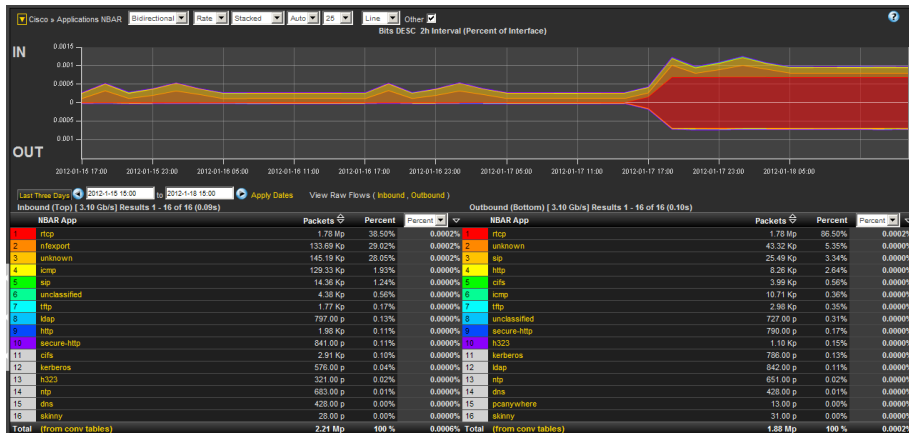 Cisco » Applications NBAR Bidirectional Rate Stacked Auto 25 Line Other
Bits DESC 2h Interval (Percent of Interface)
IN
0.0015
0.001
0.0005
0
0.0005
0.001
OUT
2012-01-15 17:00 2012-01-15 23:00 2012-01-16 05:00 2012-01-16 11:00 2012-01-16 17:00 2012-01-16 23:00 2012-01-17 05:00 2012-01-17 11:00 2012-01-17 17:00 2012-01-17 23:00 2012-01-18 05:00
Last Three Days 2012-1-15 15:00 to 2012-1-18 15:00 Apply Dates View Raw Flows ( Inbound , Outbound )
Inbound (Top) [ 3.10 Gb/s] Results 1 - 16 of 16 (0.09s) Outbound (Bottom) [ 3.10 Gb/s] Results 1 - 16 of 16 (0.10s)
NBAR App Packets Percent Percent NBAR App Packets Percent Percent
1 rtcp 1.78 Mp 38.50% 0.0002% 1 rtcp 1.78 Mp 86.50% 0.0002%
2 nfexport 133.69 Kp 29.02% 0.0002% 2 unknown 43.32 Kp 5.35% 0.0000%
3 unknown 145.19 Kp 28.05% 0.0002% 3 sip 25.49 Kp 3.34% 0.0000%
4 icmp 129.33 Kp 1.93% 0.0000% 4 http 8.26 Kp 2.64% 0.0000%
5 sip 14.36 Kp 1.24% 0.0000% 5 cifs 3.99 Kp 0.56% 0.0000%
6 unclassified 4.38 Kp 0.56% 0.0000% 6 icmp 10.71 Kp 0.36% 0.0000%
7 tftp 1.77 Kp 0.17% 0.0000% 7 tftp 2.98 Kp 0.35% 0.0000%
8 ldap 797.00 p 0.13% 0.0000% 8 unclassified 727.00 p 0.31% 0.0000%
9 http 1.98 Kp 0.11% 0.0000% 9 secure-http 790.00 p 0.17% 0.0000%
10 secure-http 841.00 p 0.11% 0.0000% 10 h323 1.10 Kp 0.15% 0.0000%
11 cifs 2.91 Kp 0.10% 0.0000% 11 kerberos 786.00 p 0.13% 0.0000%
12 kerberos 576.00 p 0.04% 0.0000% 12 ldap 842.00 p 0.11% 0.0000%
13 h323 321.00 p 0.02% 0.0000% 13 ntp 651.00 p 0.02% 0.0000%
14 ntp 683.00 p 0.01% 0.0000% 14 dns 428.00 p 0.01% 0.0000%
15 dns 428.00 p 0.00% 0.0000% 15 pcanywhere 13.00 p 0.00% 0.0000%
16 skinny 28.00 p 0.00% 0.0000% 16 skinny 31.00 p 0.00% 0.0000%
Total (from conv tables) 2.21 Mp 100 % 0.0006% Total (from conv tables) 1.88 Mp 100 % 0.0002%